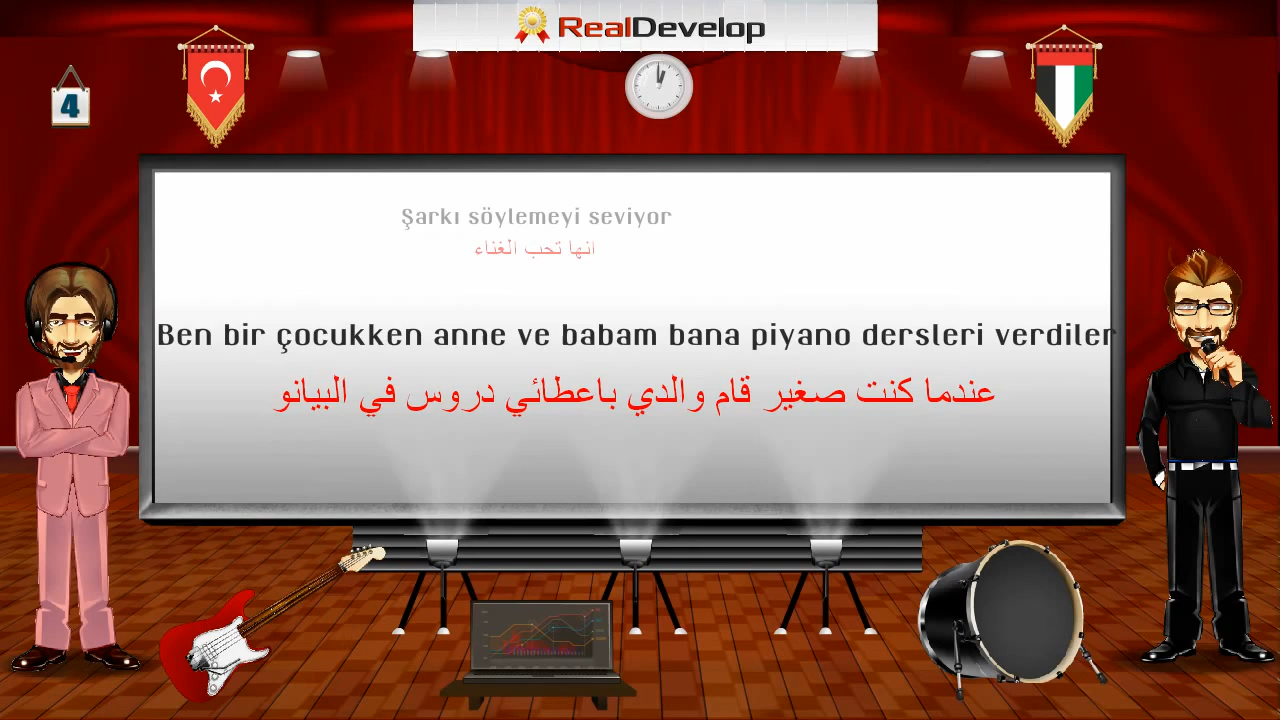 RealDevelop
4
Şarkı söylemeyi seviyor
انها تحب الغناء
Ben bir çocukken anne ve babam bana piyano dersleri verdiler
عندما كنت صغير قام والدي باعطائي دروس في البيانو